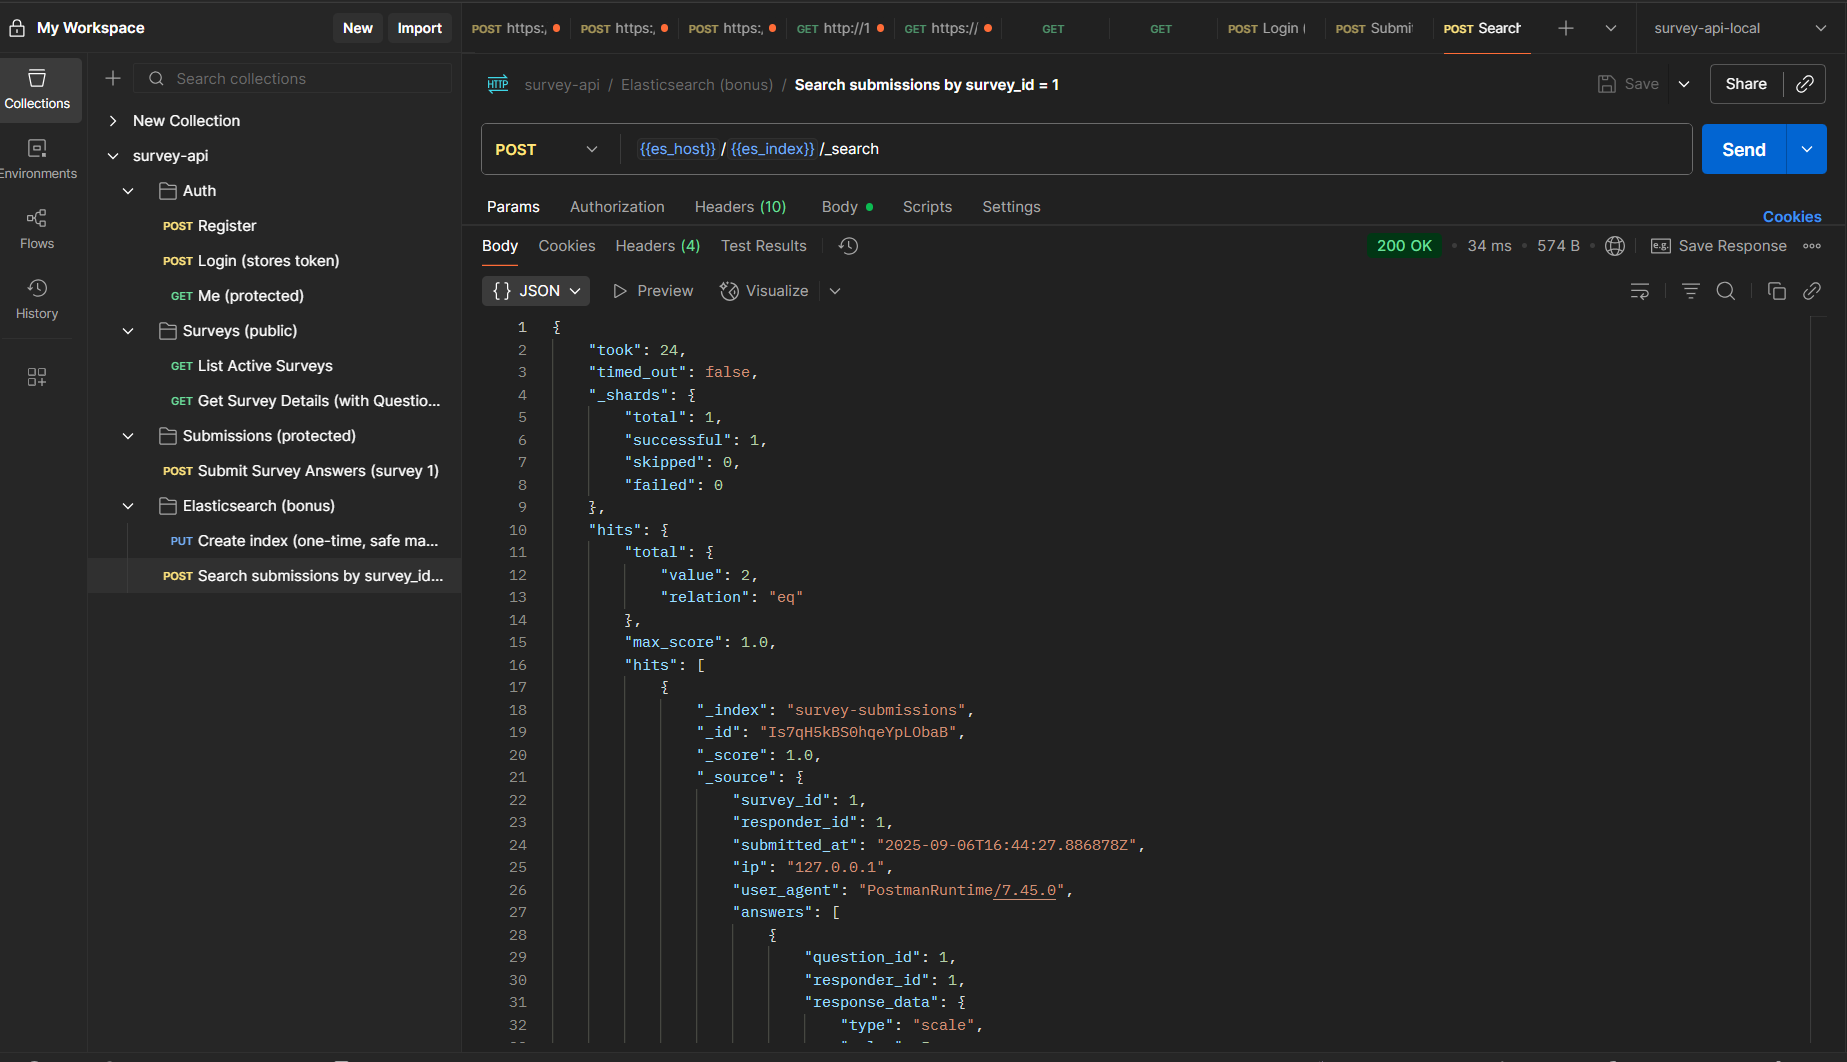 My Workspace
New
Import
POST https:,
POST https:,
POST https:,
GET http://1
GET https://
GET
GET
POST Login (
POST Submi
POST Search
survey-api-local
Collections
Environments
Flows
History
Search collections
New Collection
survey-api
Auth
POST Register
POST Login (stores token)
GET Me (protected)
Surveys (public)
GET List Active Surveys
GET Get Survey Details (with Questio...
Submissions (protected)
POST Submit Survey Answers (survey 1)
Elasticsearch (bonus)
PUT Create index (one-time, safe ma...
POST Search submissions by survey_id...
HTTP survey-api / Elasticsearch (bonus) / Search submissions by survey_id = 1
Save
Share
POST {{es_host}} / {{es_index}} /_search
Send
Params Authorization Headers (10) Body Scripts Settings
Cookies
Body Cookies Headers (4) Test Results
200 OK • 34 ms • 574 B • e.g. Save Response
{} JSON Preview Visualize
1 {
2 "took": 24,
3 "timed_out": false,
4 "_shards": {
5 "total": 1,
6 "successful": 1,
7 "skipped": 0,
8 "failed": 0
9 },
10 "hits": {
11 "total": {
12 "value": 2,
13 "relation": "eq"
14 },
15 "max_score": 1.0,
16 "hits": [
17 {
18 "_index": "survey-submissions",
19 "_id": "Is7qH5kBS0hqeYpLObaB",
20 "_score": 1.0,
21 "_source": {
22 "survey_id": 1,
23 "responder_id": 1,
24 "submitted_at": "2025-09-06T16:44:27.886878Z",
25 "ip": "127.0.0.1",
26 "user_agent": "PostmanRuntime/7.45.0",
27 "answers": [
28 {
29 "question_id": 1,
30 "responder_id": 1,
31 "response_data": {
32 "type": "scale",